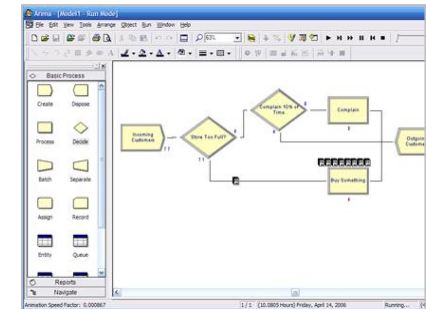 Arena - [Model1 - Run Mode]
File Edit View Tools Arrange Object Run Window Help
63%
Basic Process
Create Dispose
Process Decide
Batch Separate
Assign Record
Entity Queue
Reports
Navigate
Incoming Customers
Store Too Full?
Complain 10% of Time
Complain
Buy Something
Animation Speed Factor: 0.000867
1 / 1 (10.0805 Hours) Friday, April 14, 2006 Running...